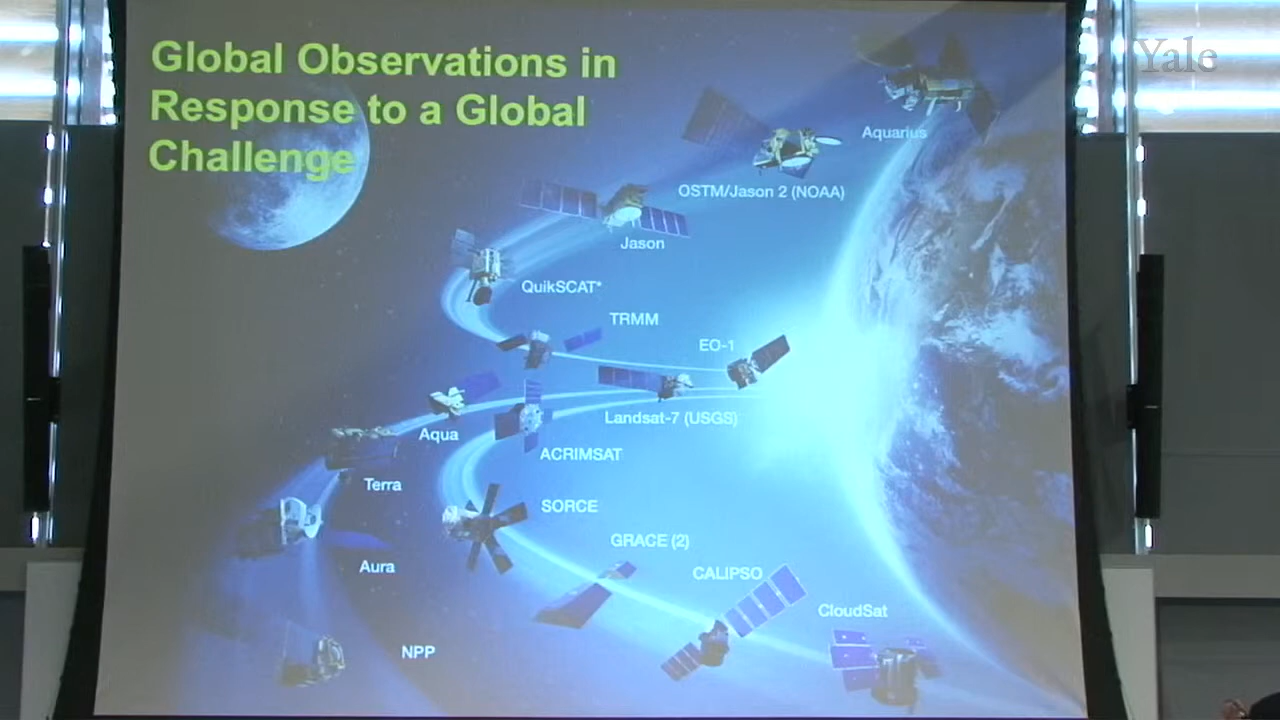 Global Observations in
Response to a Global
Challenge
Yale
Aquarius
OSTM/Jason 2 (NOAA)
Jason
QuikSCAT*
TRMM
EO-1
Landsat-7 (USGS)
Aqua
ACRIMSAT
Terra
SORCE
GRACE (2)
Aura
CALIPSO
CloudSat
NPP